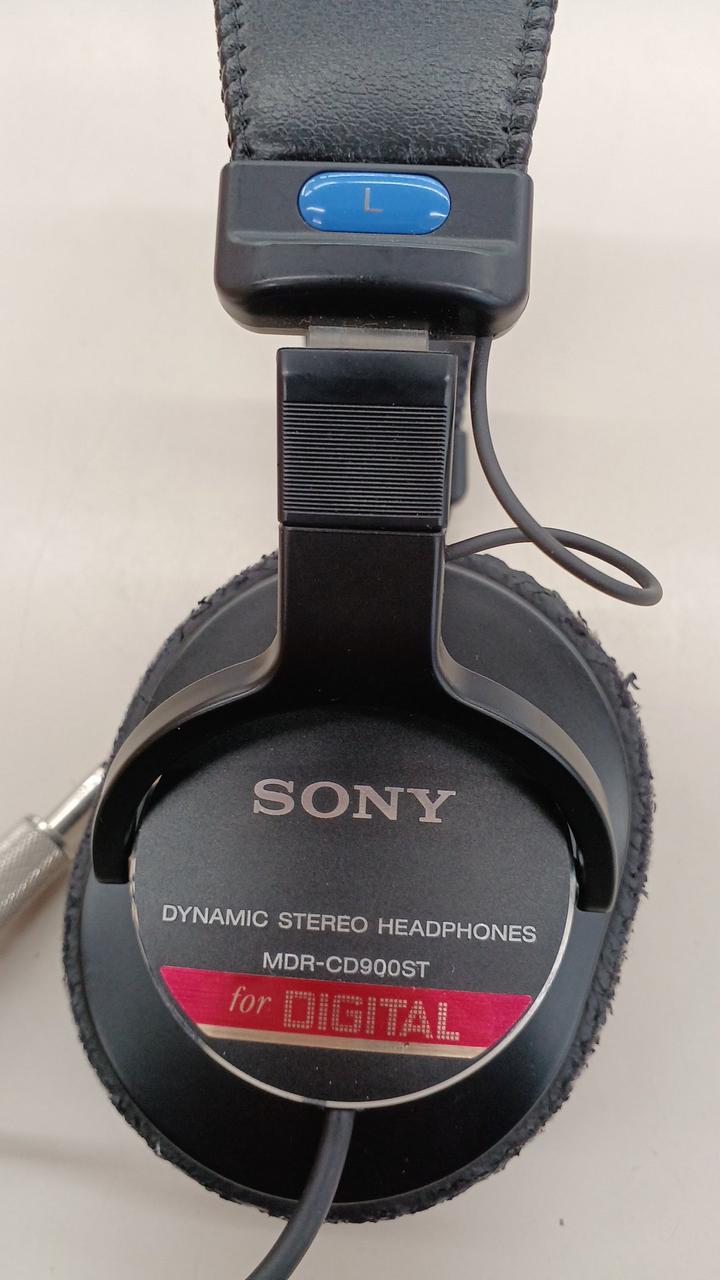 L
SONY
DYNAMIC STEREO HEADPHONES
MDR-CD900ST
for DIGITAL